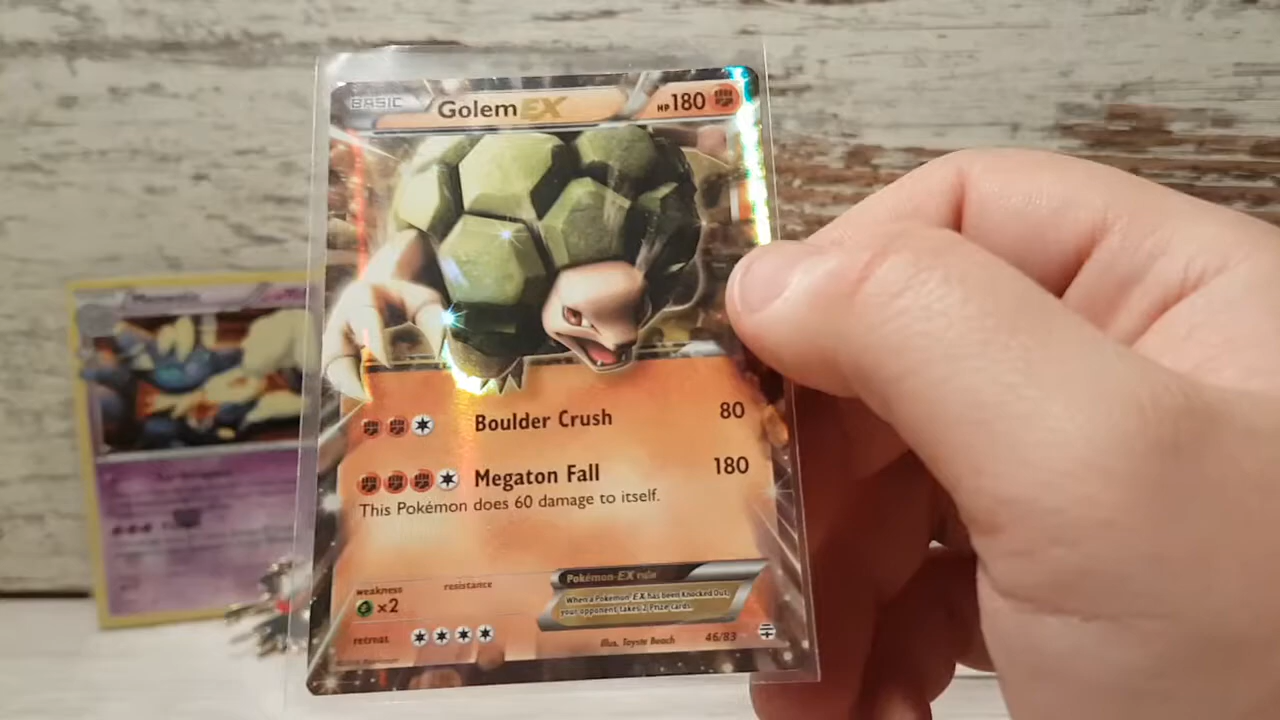 BASIC Golem EX HP 180
Boulder Crush 80
Megaton Fall 180
This Pokémon does 60 damage to itself.
weakness resistance
×2
Pokémon-EX rule
When a Pokémon-EX has been Knocked Out,
your opponent takes 2 Prize cards.
retreat
Illus. Toyste Beach 46/83